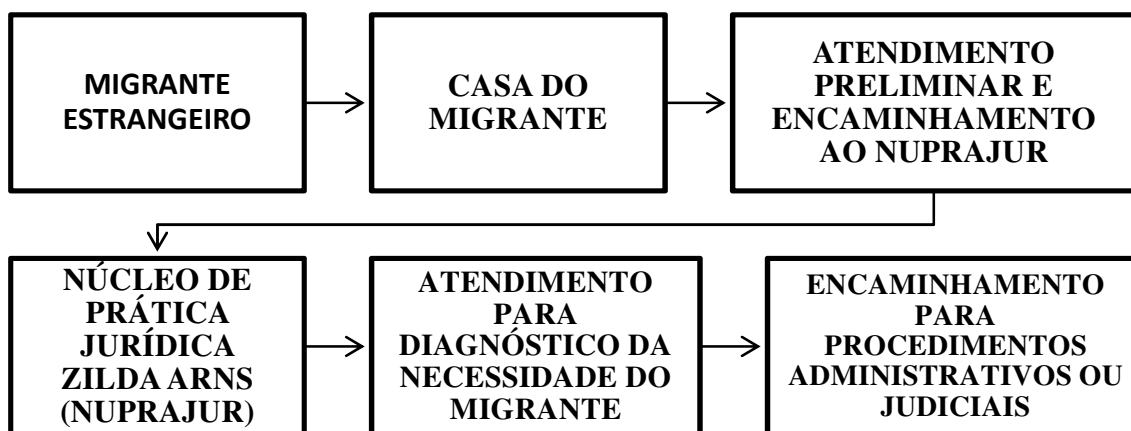 MIGRANTE
ESTRANGEIRO
CASA DO
MIGRANTE
ATENDIMENTO
PRELIMINAR E
ENCAMINHAMENTO
AO NUPRAJUR
NÚCLEO DE
PRÁTICA
JURÍDICA
ZILDA ARNS
(NUPRAJUR)
ATENDIMENTO
PARA
DIAGNÓSTICO DA
NECESSIDADE DO
MIGRANTE
ENCAMINHAMENTO
PARA
PROCEDIMENTOS
ADMINISTRATIVOS OU
JUDICIAIS